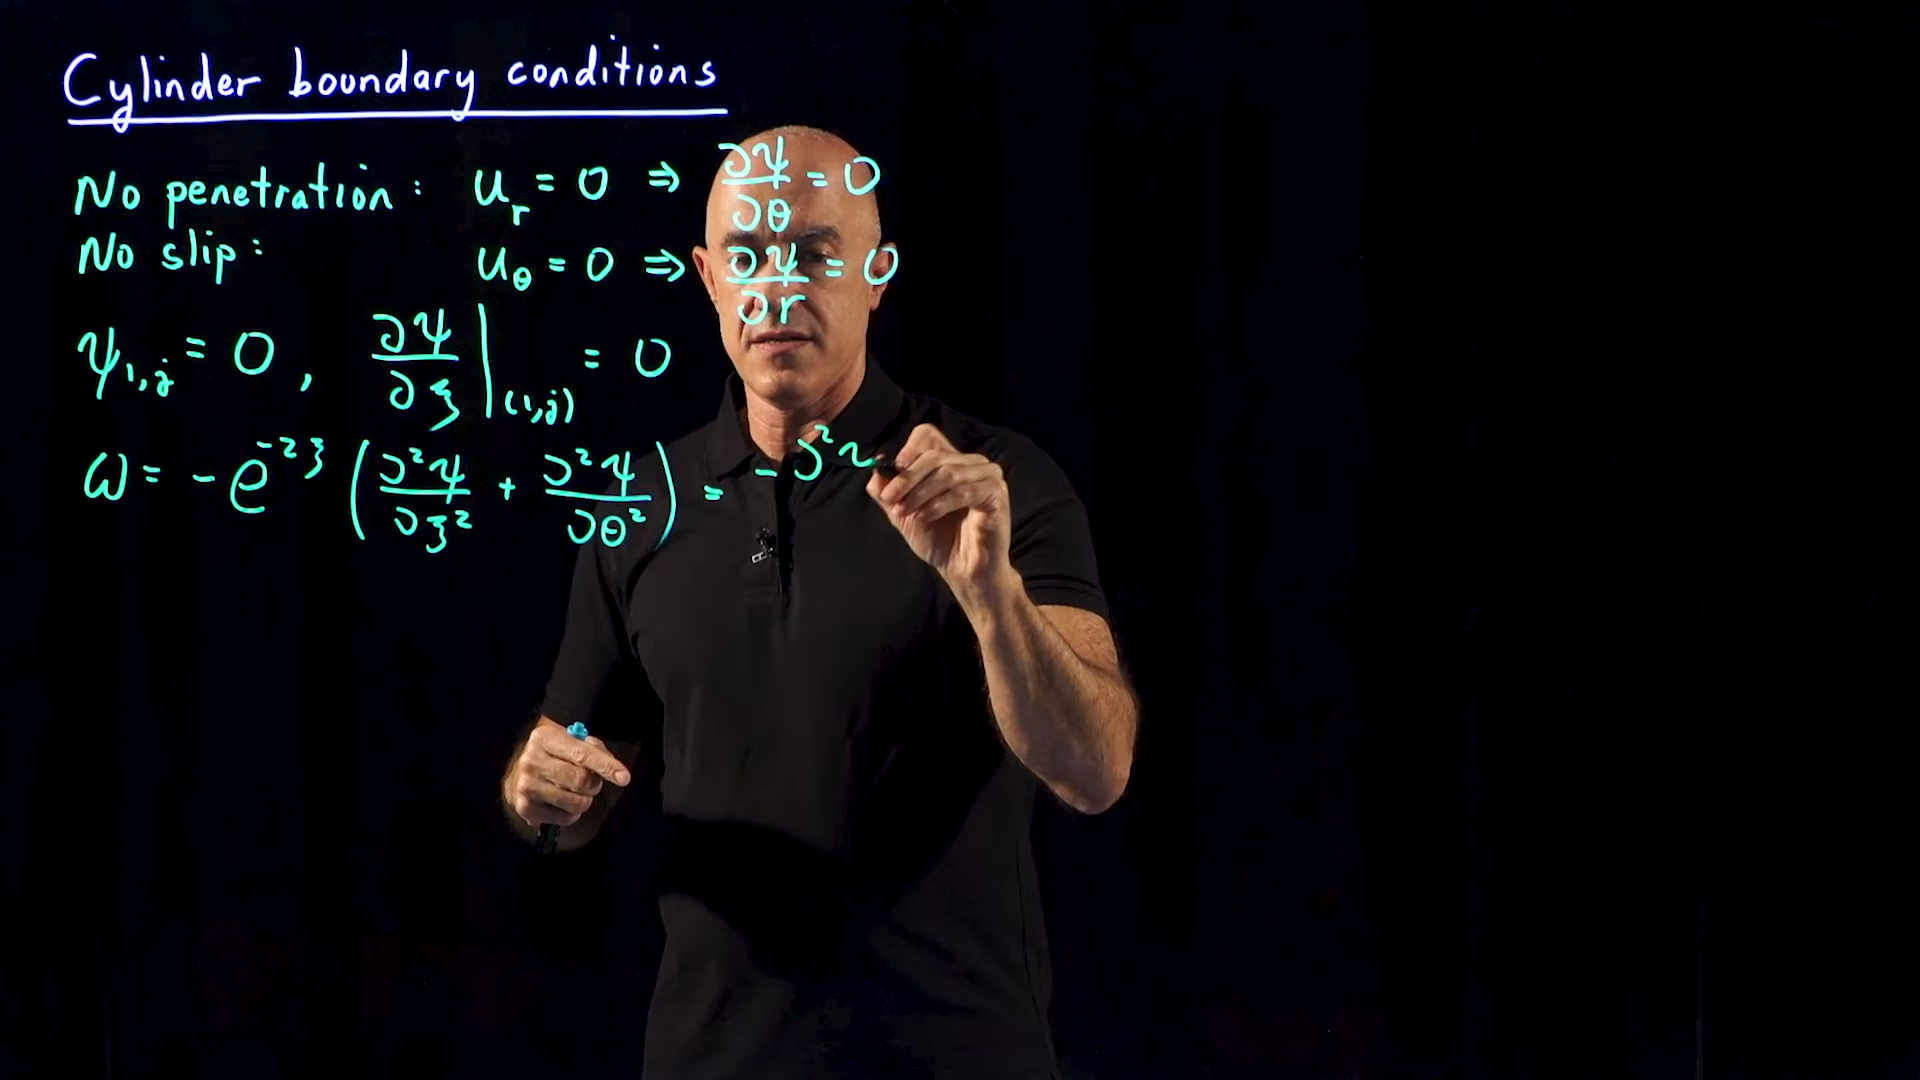 Cylinder boundary conditions
No penetration: u_r = 0 ⇒ ∂ψ/∂θ = 0
No slip: u_θ = 0 ⇒ ∂ψ/∂r = 0
ψ_{1,j} = 0, ∂ψ/∂ξ|_{(1,j)} = 0
ω = -e^{-2ξ} (∂²ψ/∂ξ² + ∂²ψ/∂θ²) = -∂²